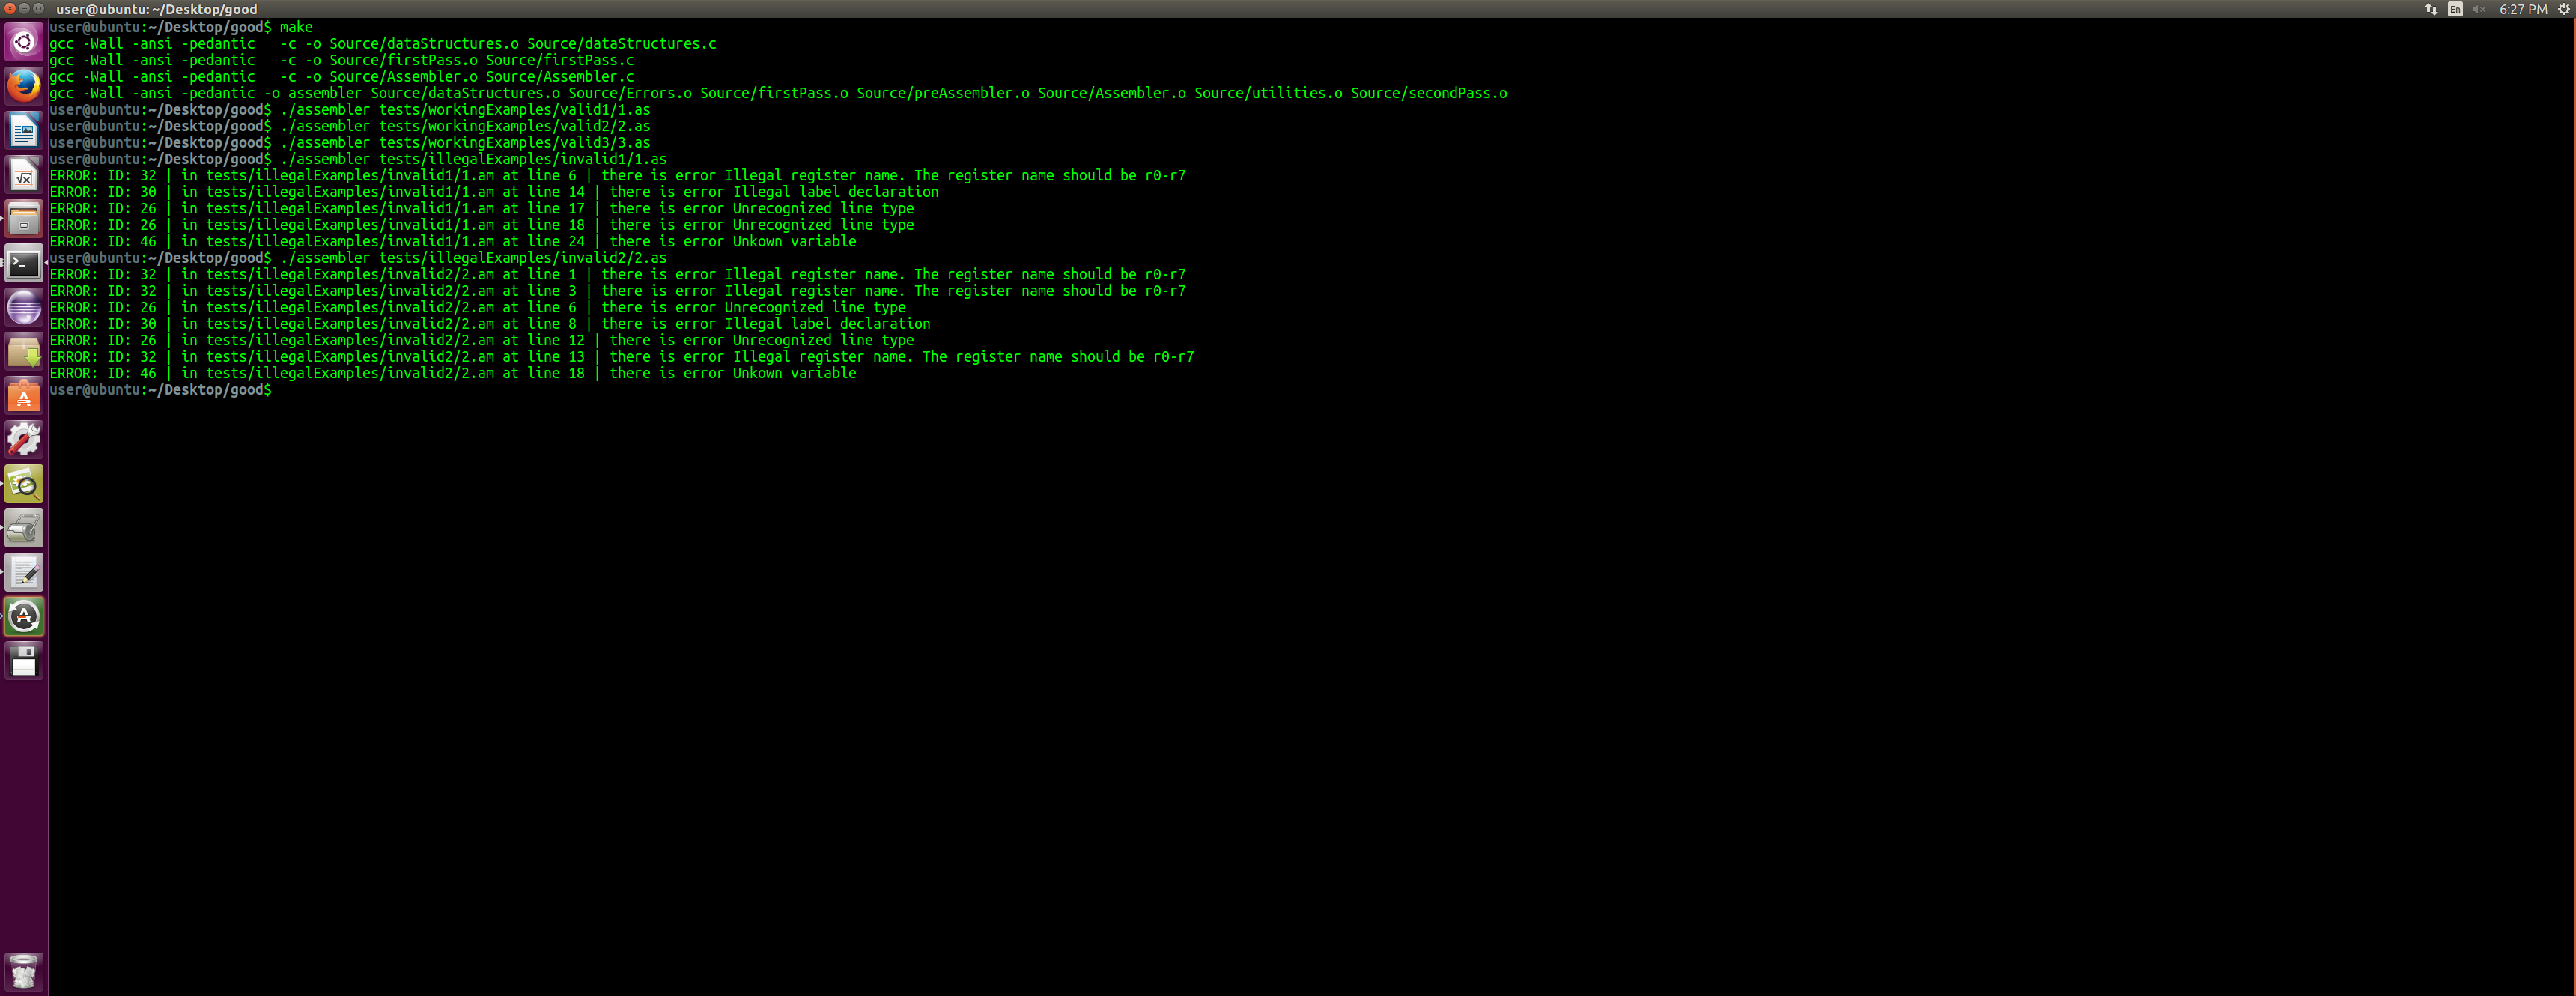 user@ubuntu: ~/Desktop/good
En
6:27 PM
user@ubuntu:~/Desktop/good$ make
gcc -Wall -ansi -pedantic   -c -o Source/dataStructures.o Source/dataStructures.c
gcc -Wall -ansi -pedantic   -c -o Source/firstPass.o Source/firstPass.c
gcc -Wall -ansi -pedantic   -c -o Source/Assembler.o Source/Assembler.c
gcc -Wall -ansi -pedantic -o assembler Source/dataStructures.o Source/Errors.o Source/firstPass.o Source/preAssembler.o Source/Assembler.o Source/utilities.o Source/secondPass.o
user@ubuntu:~/Desktop/good$ ./assembler tests/workingExamples/valid1/1.as
user@ubuntu:~/Desktop/good$ ./assembler tests/workingExamples/valid2/2.as
user@ubuntu:~/Desktop/good$ ./assembler tests/workingExamples/valid3/3.as
user@ubuntu:~/Desktop/good$ ./assembler tests/illegalExamples/invalid1/1.as
ERROR: ID: 32 | in tests/illegalExamples/invalid1/1.am at line 6 | there is error Illegal register name. The register name should be r0-r7
ERROR: ID: 30 | in tests/illegalExamples/invalid1/1.am at line 14 | there is error Illegal label declaration
ERROR: ID: 26 | in tests/illegalExamples/invalid1/1.am at line 17 | there is error Unrecognized line type
ERROR: ID: 26 | in tests/illegalExamples/invalid1/1.am at line 18 | there is error Unrecognized line type
ERROR: ID: 46 | in tests/illegalExamples/invalid1/1.am at line 24 | there is error Unkown variable
user@ubuntu:~/Desktop/good$ ./assembler tests/illegalExamples/invalid2/2.as
ERROR: ID: 32 | in tests/illegalExamples/invalid2/2.am at line 1 | there is error Illegal register name. The register name should be r0-r7
ERROR: ID: 32 | in tests/illegalExamples/invalid2/2.am at line 3 | there is error Illegal register name. The register name should be r0-r7
ERROR: ID: 26 | in tests/illegalExamples/invalid2/2.am at line 6 | there is error Unrecognized line type
ERROR: ID: 30 | in tests/illegalExamples/invalid2/2.am at line 8 | there is error Illegal label declaration
ERROR: ID: 26 | in tests/illegalExamples/invalid2/2.am at line 12 | there is error Unrecognized line type
ERROR: ID: 32 | in tests/illegalExamples/invalid2/2.am at line 13 | there is error Illegal register name. The register name should be r0-r7
ERROR: ID: 46 | in tests/illegalExamples/invalid2/2.am at line 18 | there is error Unkown variable
user@ubuntu:~/Desktop/good$